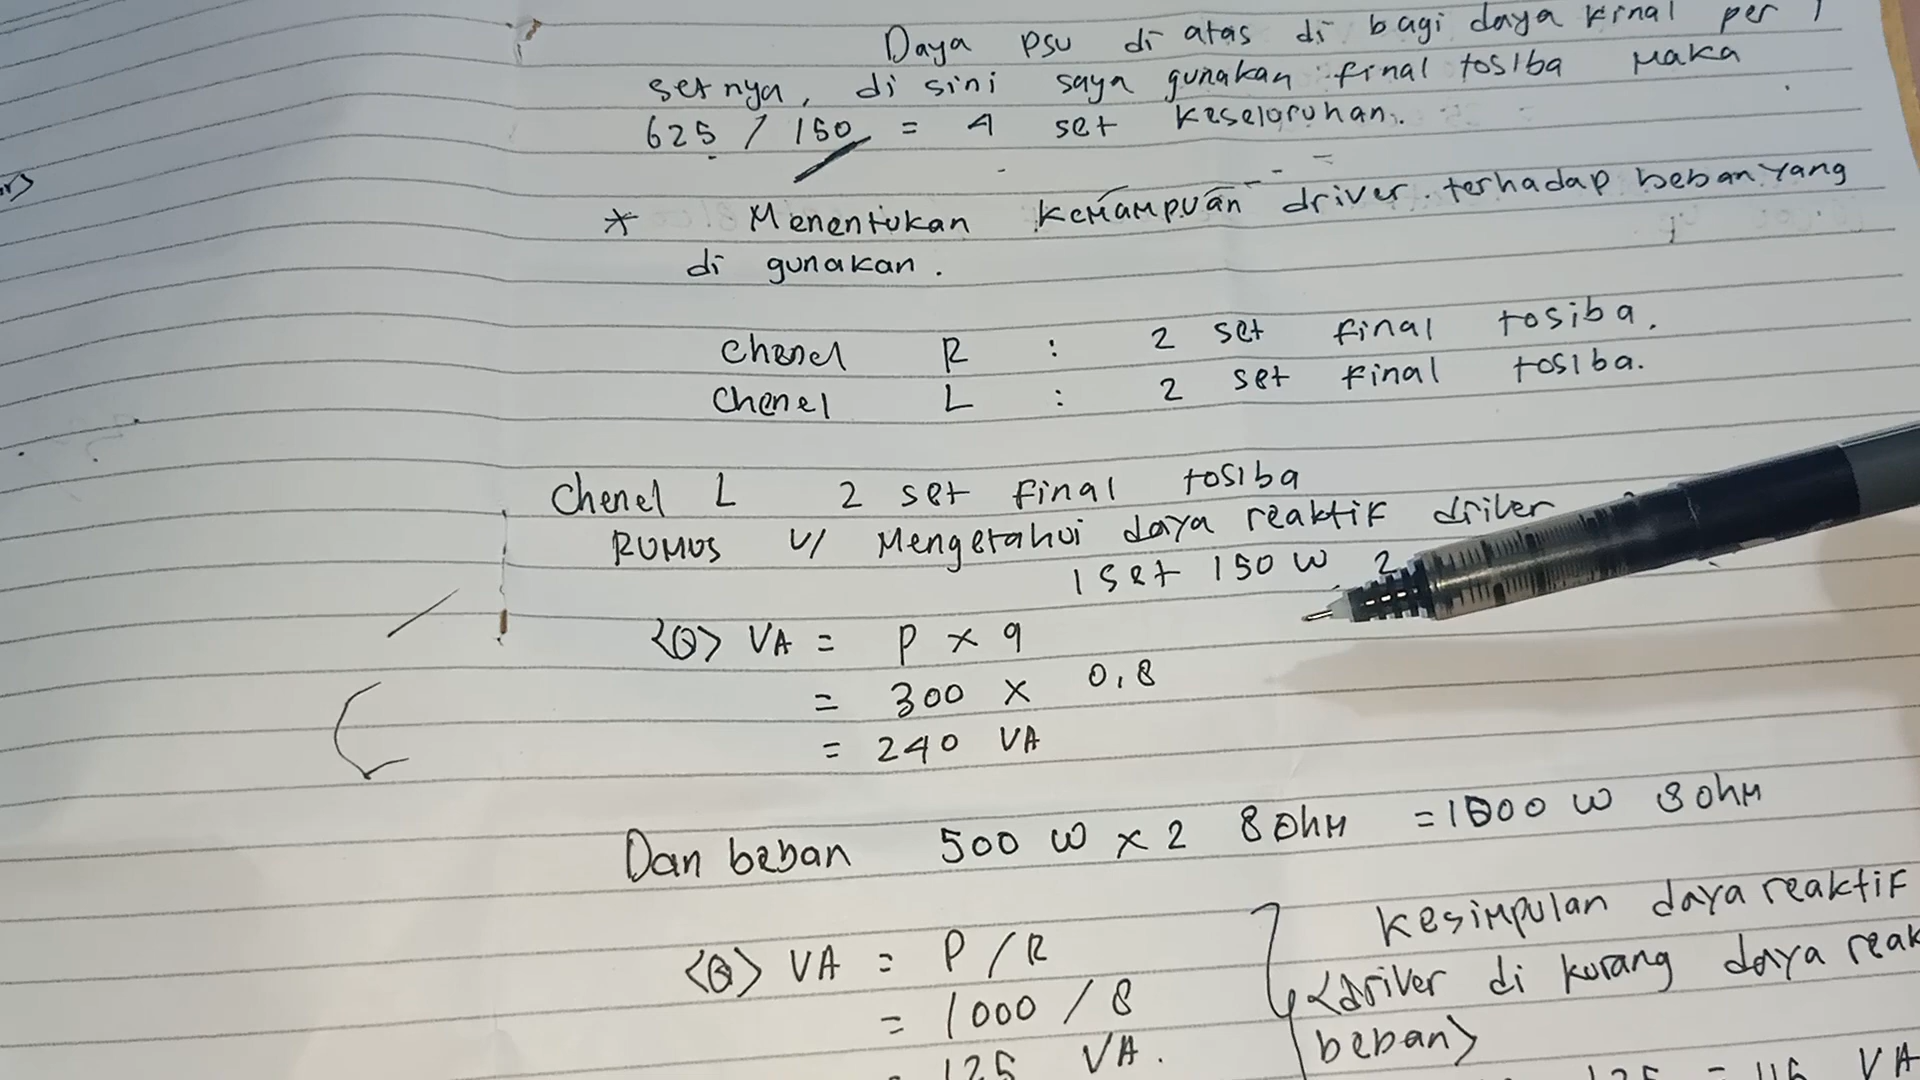 Daya psu di atas di bagi daya final per 1
set nya, di sini saya gunakan final tosiba Maka
625 / 150 = 4 set keseloruhan.
* Menentukan keMaMpuan driver terhadap beban yang
di gunakan.
Chenel R : 2 set final tosiba.
Chenel L : 2 set final tosiba.
Chenel L 2 set final tosiba
RUMUS U/ Mengetahui daya reaktif driver
1 Set 150 W 2
<Q> VA = P x 9
= 300 x 0,8
= 240 VA
Dan beban 500 W x 2 8 OhM = 1000 W 8 ohM
<Q> VA = P / R
= 1000 / 8
= 125 VA.
Kesimpulan daya reaktif
<driver di kurang daya reak
beban>
125 = 115 VA